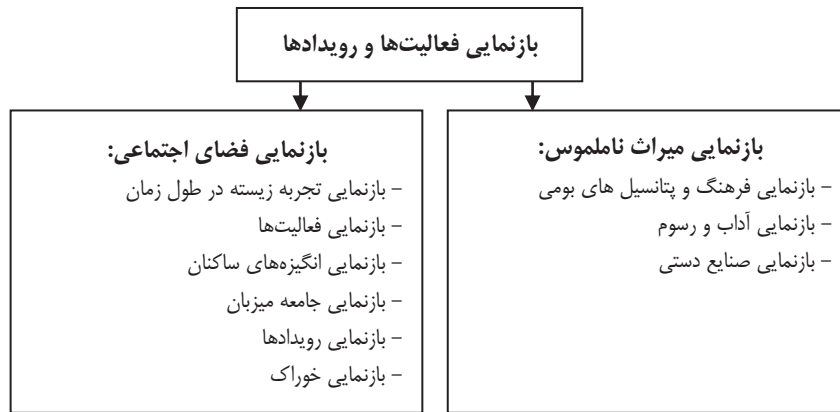 بازنمایی فعالیت‌ها و رویدادها
بازنمایی میراث ناملموس:
- بازنمایی فرهنگ و پتانسیل های بومی
- بازنمایی آداب و رسوم
- بازنمایی صنایع دستی
بازنمایی فضای اجتماعی:
- بازنمایی تجربه زیسته در طول زمان
- بازنمایی فعالیت‌ها
- بازنمایی انگیزه‌های ساکنان
- بازنمایی جامعه میزبان
- بازنمایی رویدادها
- بازنمایی خوراک